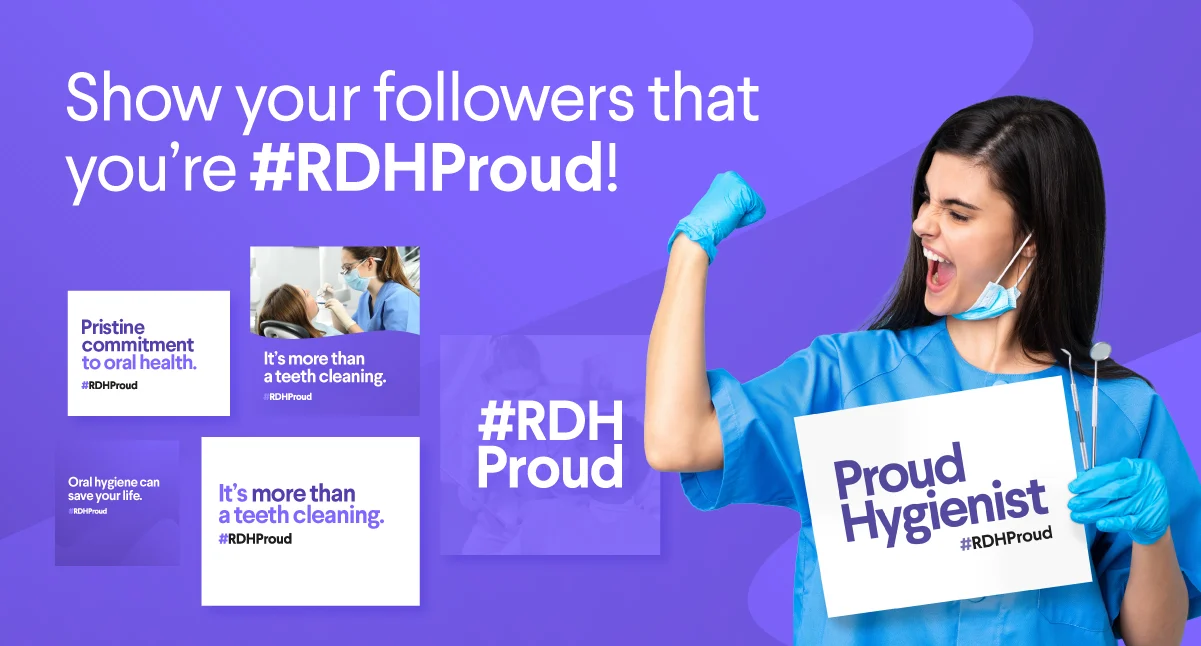 Show your followers that
you’re #RDHProud!
Pristine
commitment
to oral health.
#RDHProud
It’s more than
a teeth cleaning.
#RDHProud
Oral hygiene can
save your life.
#RDHProud
It’s more than
a teeth cleaning.
#RDHProud
#RDH
Proud
Proud
Hygienist
#RDHProud